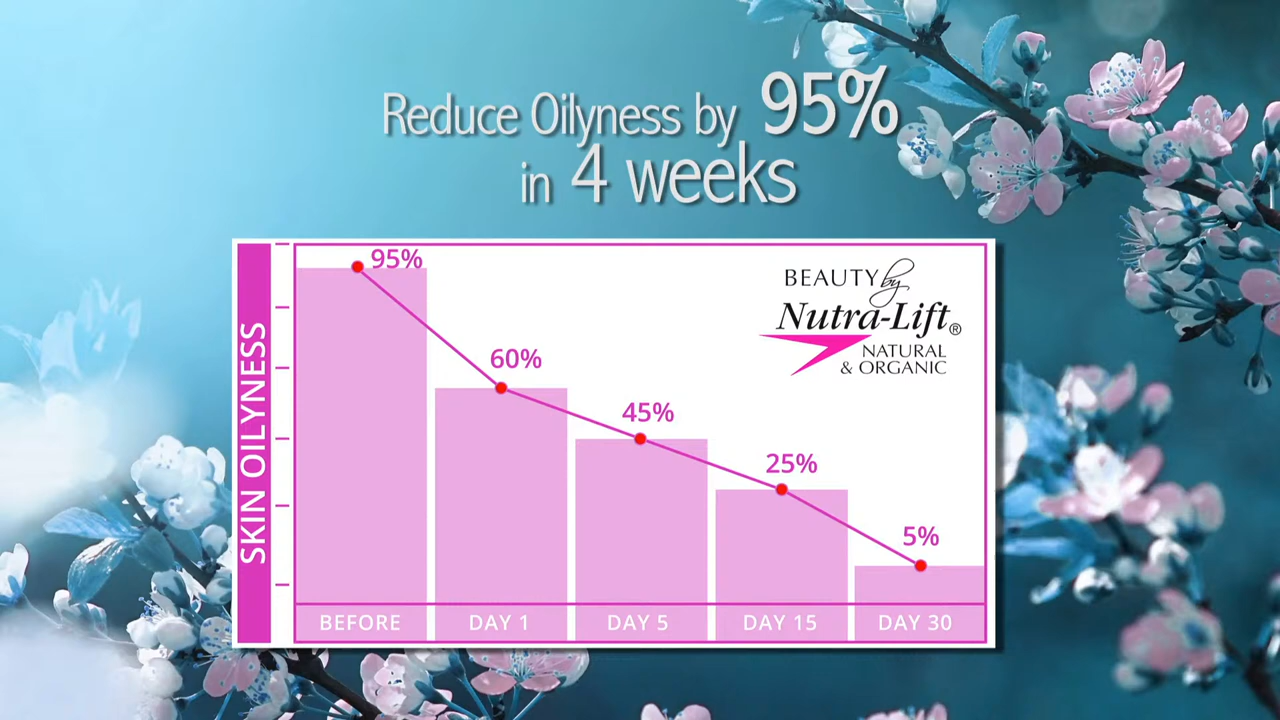 Reduce Oilyness by 95%
in 4 weeks
SKIN OILYNESS
95%
60%
45%
25%
5%
BEAUTY by
Nutra-Lift®
NATURAL
& ORGANIC
BEFORE
DAY 1
DAY 5
DAY 15
DAY 30